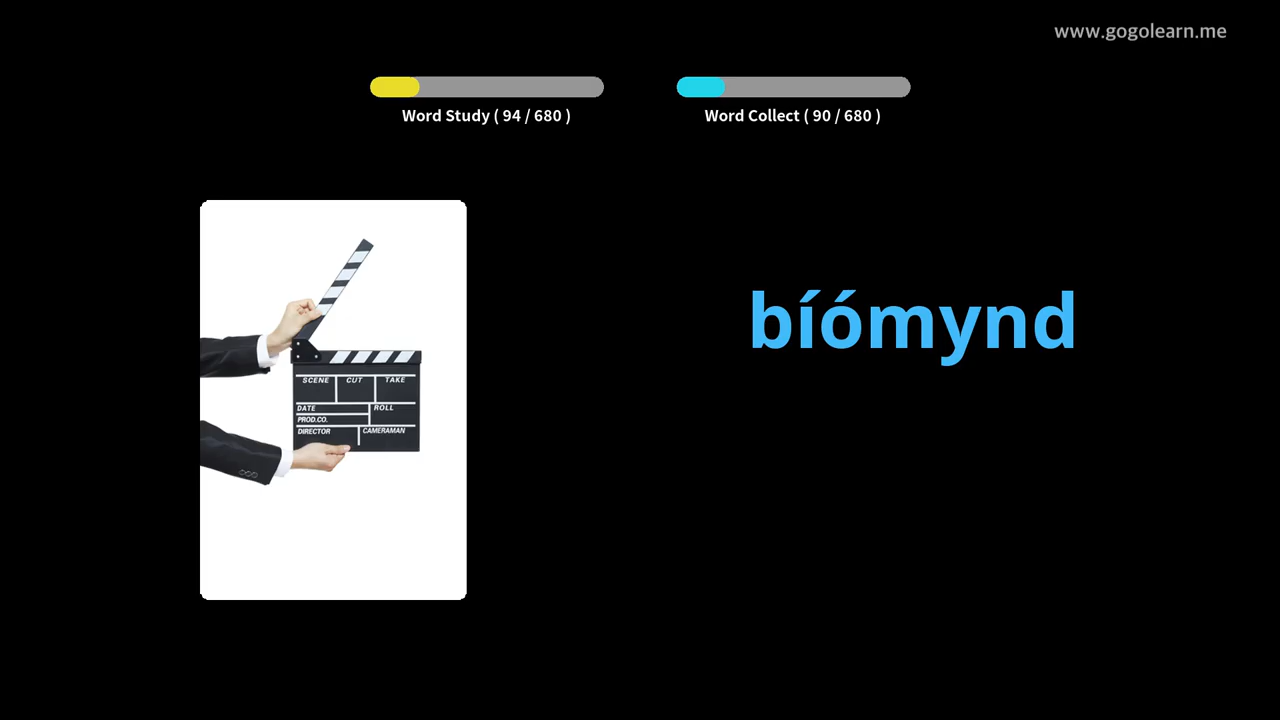 www.gogolearn.me
Word Study ( 94 / 680 )
Word Collect ( 90 / 680 )
bíómynd
SCENE CUT TAKE
DATE ROLL
PROD.CO.
DIRECTOR CAMERAMAN